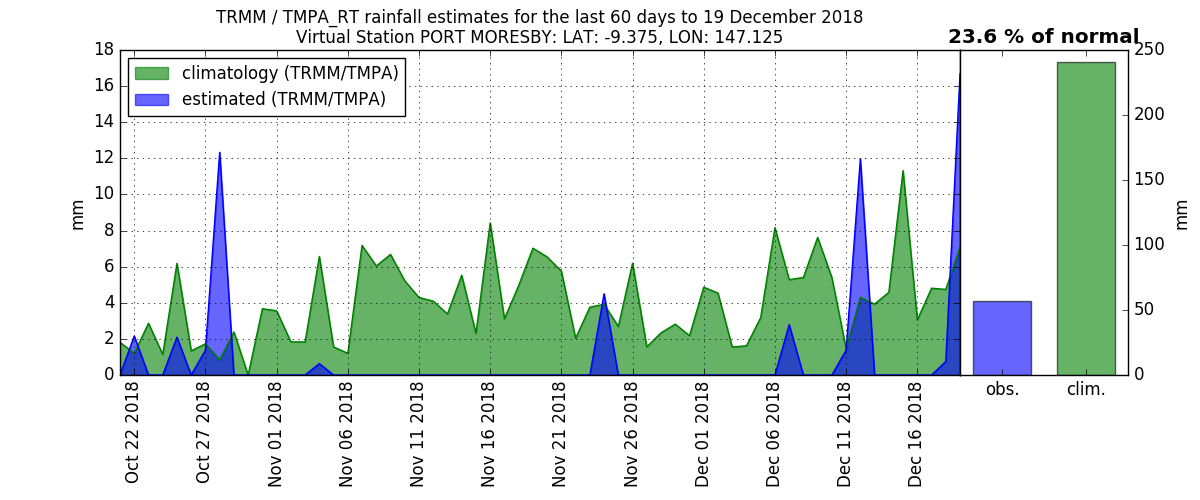 TRMM / TMPA_RT rainfall estimates for the last 60 days to 19 December 2018
Virtual Station PORT MORESBY: LAT: -9.375, LON: 147.125
23.6 % of normal
climatology (TRMM/TMPA)
estimated (TRMM/TMPA)
mm
18
16
14
12
10
8
6
4
2
0
Oct 22 2018
Oct 27 2018
Nov 01 2018
Nov 06 2018
Nov 11 2018
Nov 16 2018
Nov 21 2018
Nov 26 2018
Dec 01 2018
Dec 06 2018
Dec 11 2018
Dec 16 2018
obs.
clim.
250
200
150
100
50
0
mm